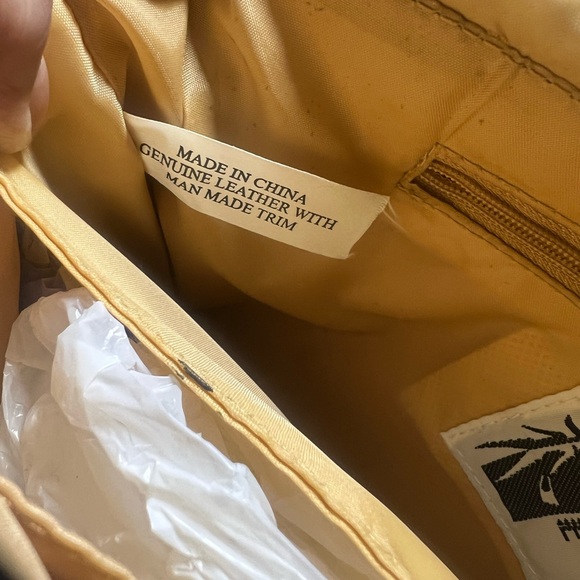 MADE IN CHINA
GENUINE LEATHER WITH
MAN MADE TRIM